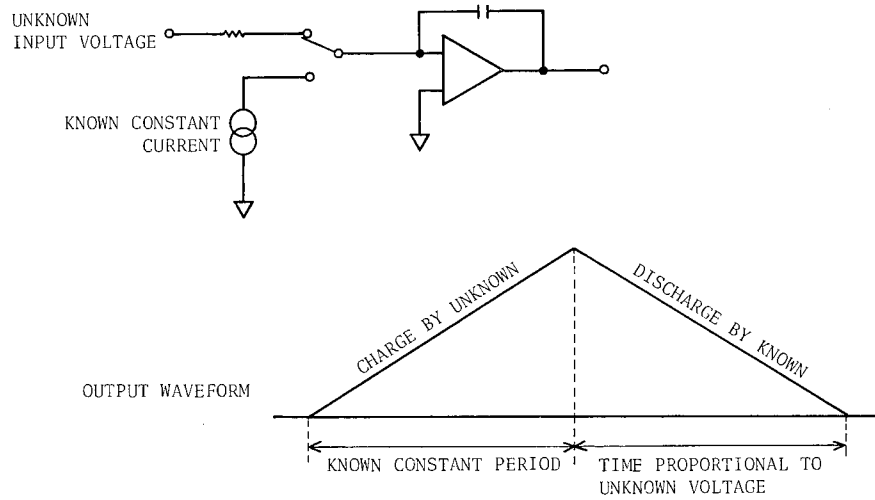 UNKNOWN
INPUT VOLTAGE
KNOWN CONSTANT
CURRENT
CHARGE BY UNKNOWN
DISCHARGE BY KNOWN
OUTPUT WAVEFORM
KNOWN CONSTANT PERIOD
TIME PROPORTIONAL TO
UNKNOWN VOLTAGE